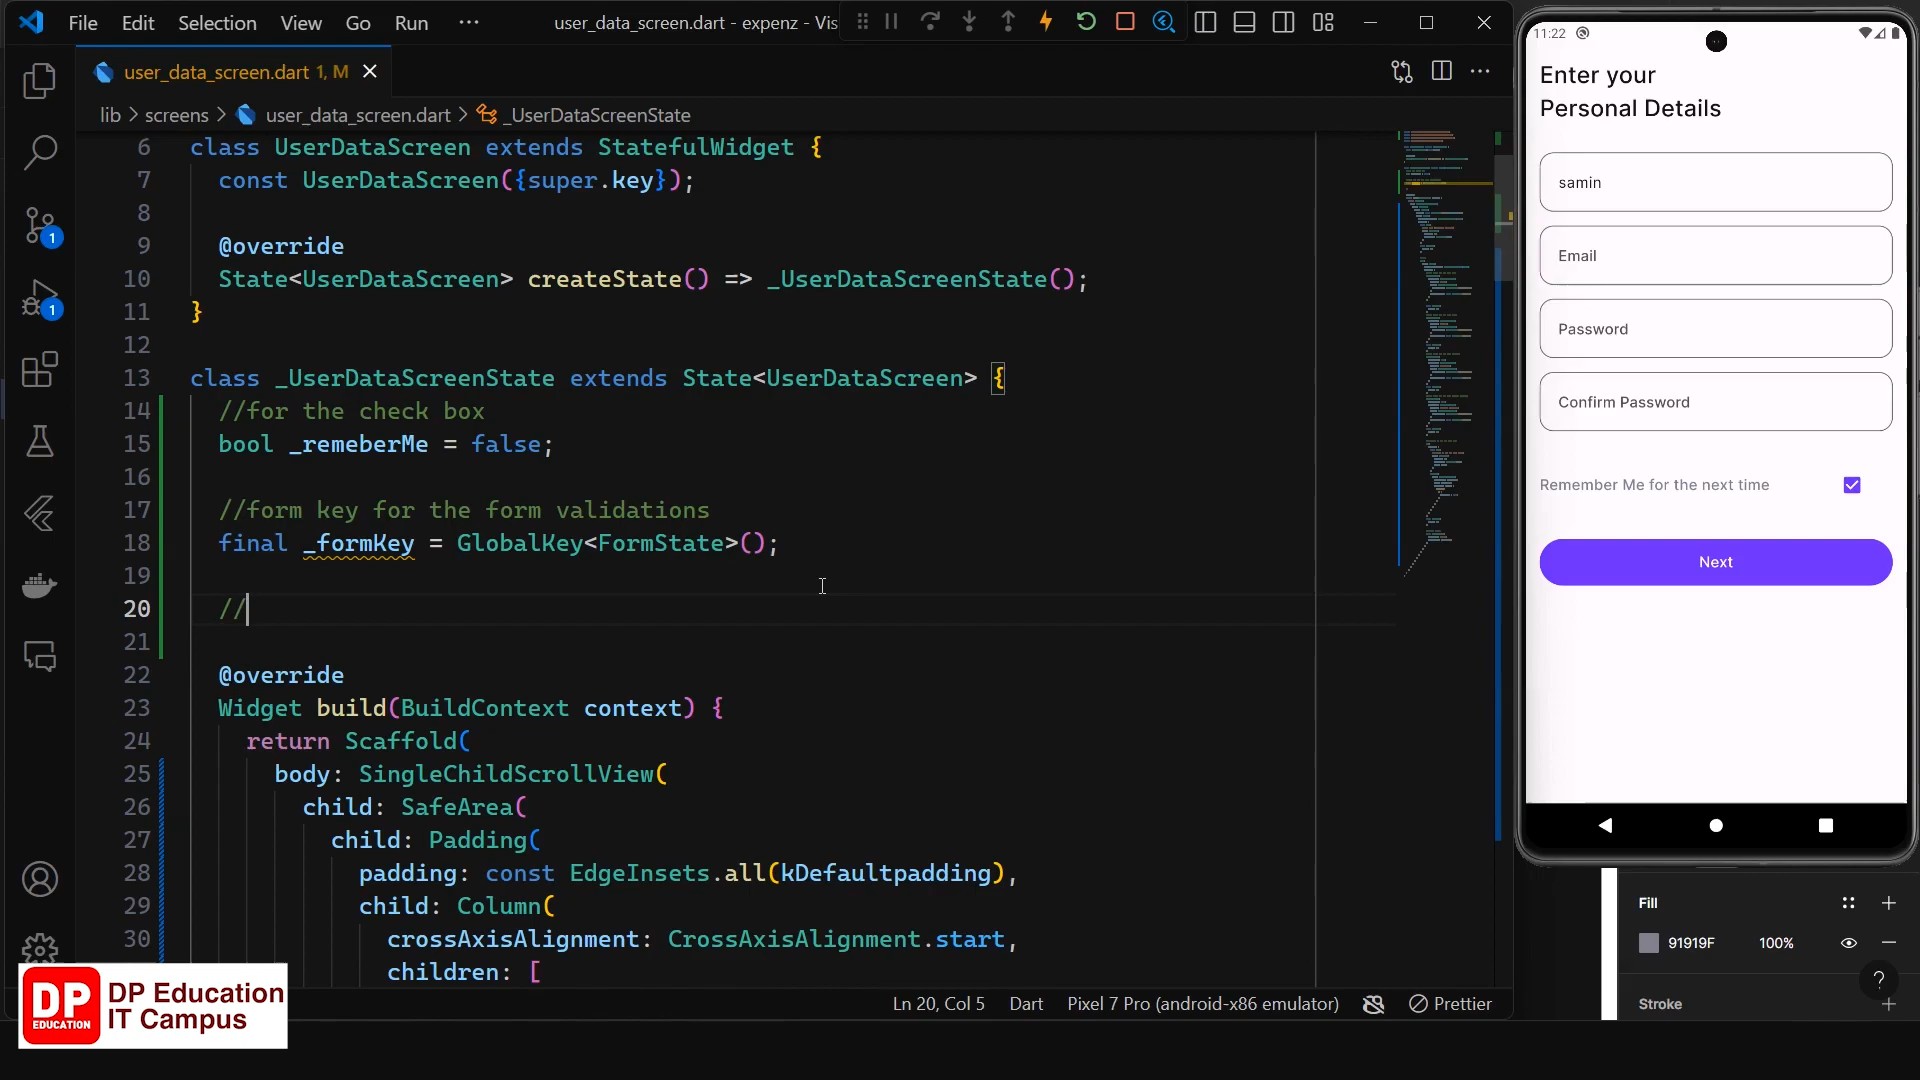 File Edit Selection View Go Run ··· user_data_screen.dart - expenz - Vis
user_data_screen.dart 1, M
lib > screens > user_data_screen.dart > _UserDataScreenState
6 class UserDataScreen extends StatefulWidget {
7 const UserDataScreen({super.key});
8
9 @override
10 State<UserDataScreen> createState() => _UserDataScreenState();
11 }
12
13 class _UserDataScreenState extends State<UserDataScreen> {
14 //for the check box
15 bool _remeberMe = false;
16
17 //form key for the form validations
18 final _formKey = GlobalKey<FormState>();
19
20 //
21
22 @override
23 Widget build(BuildContext context) {
24 return Scaffold(
25 body: SingleChildScrollView(
26 child: SafeArea(
27 child: Padding(
28 padding: const EdgeInsets.all(kDefaultpadding),
29 child: Column(
30 crossAxisAlignment: CrossAxisAlignment.start,
children: [
1
1
Ln 20, Col 5 Dart Pixel 7 Pro (android-x86 emulator) Prettier
DP EDUCATION
DP Education
IT Campus
11:22
Enter your
Personal Details
samin
Email
Password
Confirm Password
Remember Me for the next time
Next
Fill
91919F 100%
?
Stroke